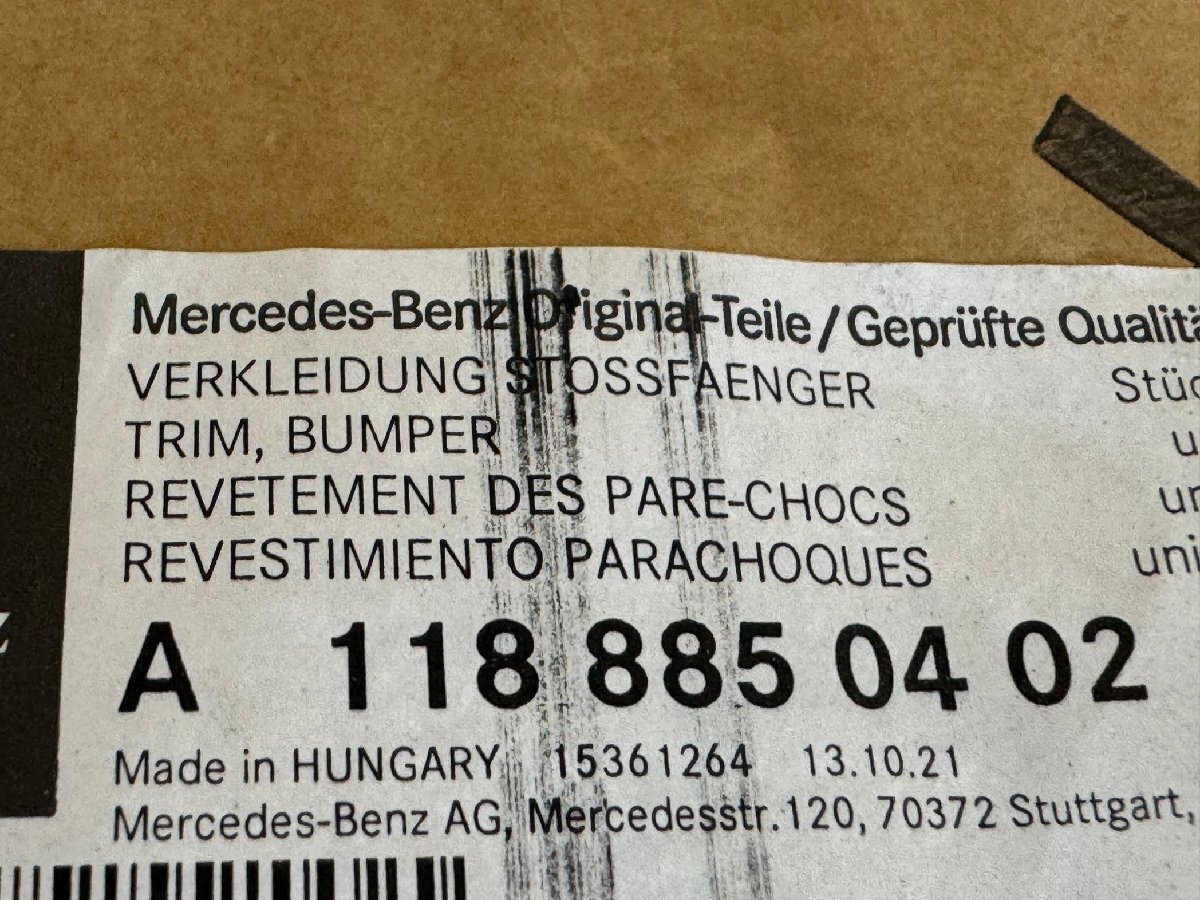 Mercedes-Benz Original-Teile/Geprüfte
VERKLEIDUNG STOSSFAENGER
TRIM, BUMPER
REVETEMENT DES PARE-CHOCS
REVESTIMIENTO PARACHOQUES
A 118 885 04 02
Made in HUNGARY 15361264 13.10.21
Mercedes-Benz AG, Mercedesstr.120, 70372 Stuttgart,